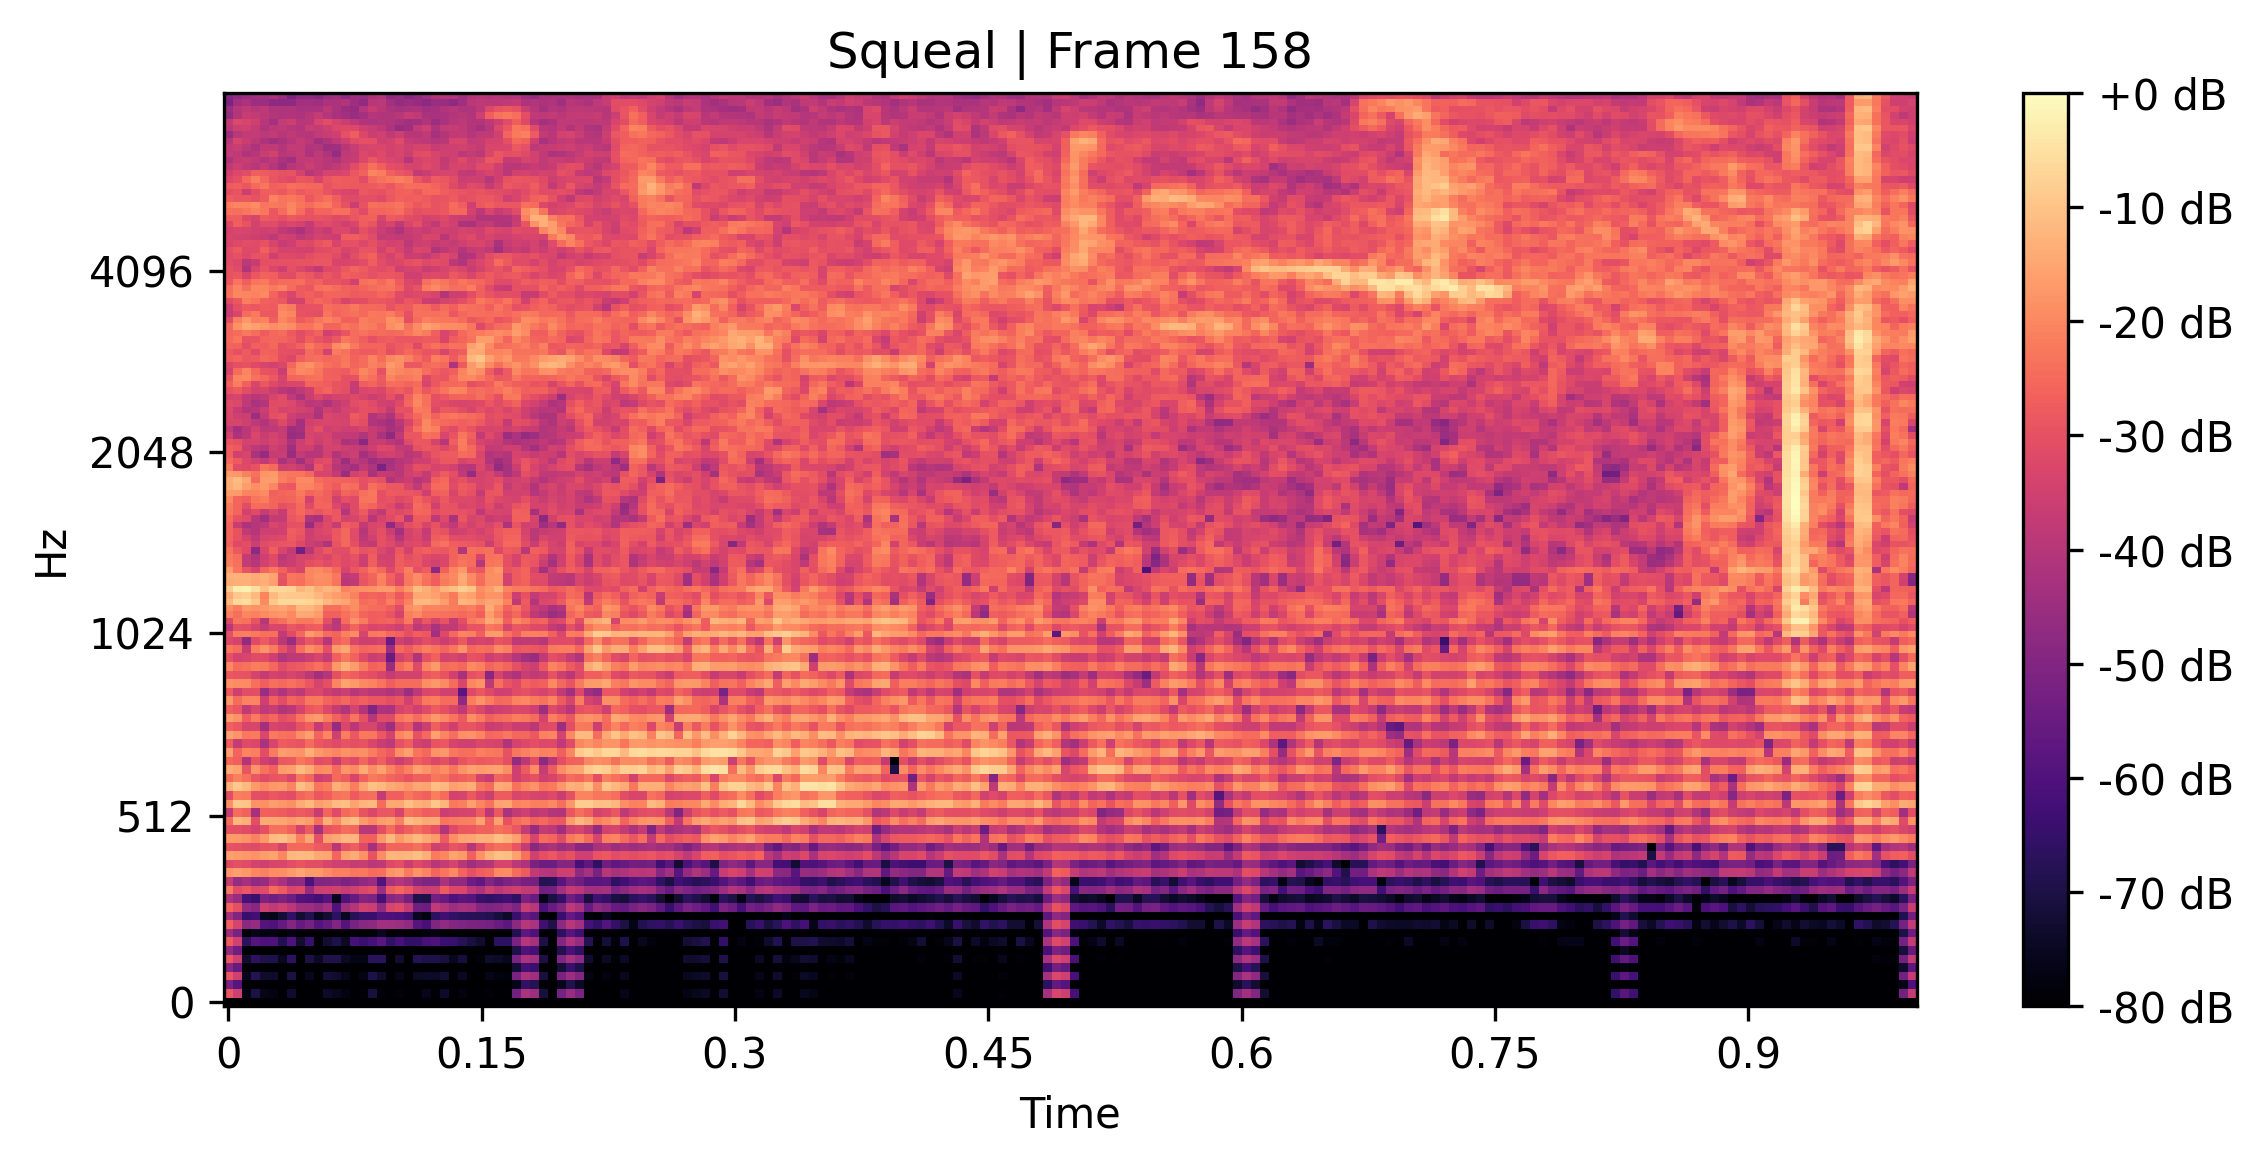 Squeal | Frame 158
Hz
4096
2048
1024
512
0
0 0.15 0.3 0.45 0.6 0.75 0.9
Time
+0 dB
-10 dB
-20 dB
-30 dB
-40 dB
-50 dB
-60 dB
-70 dB
-80 dB